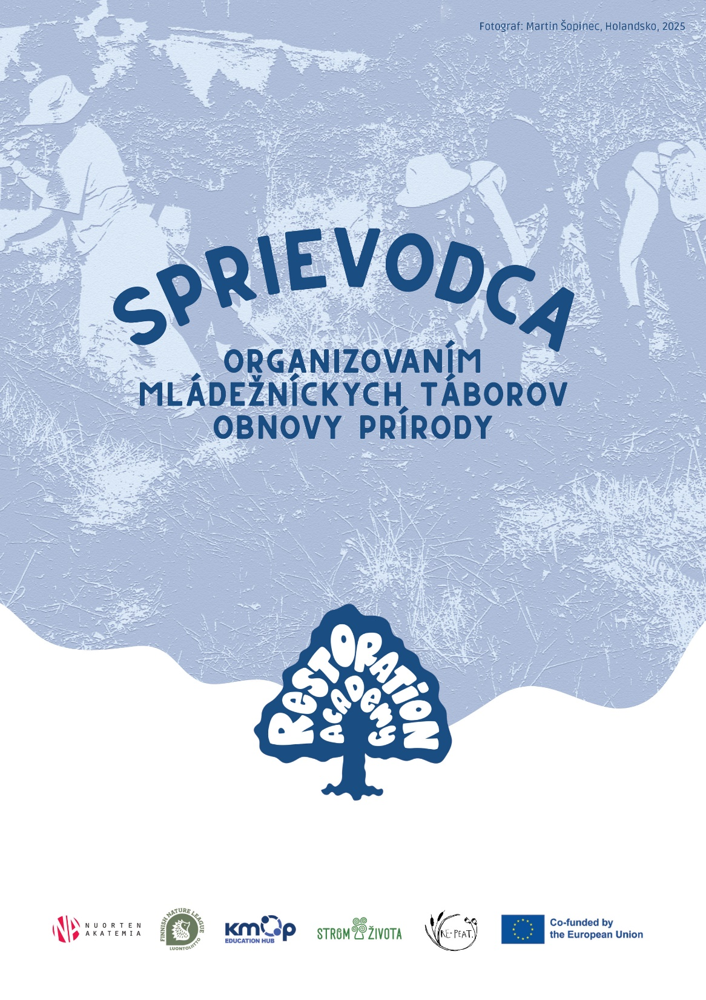 Fotograf: Martin Šopinec, Holandsko, 2025
SPRIEVODCA
ORGANIZOVANÍM
MLÁDEŽNÍCKYCH TÁBOROV
OBNOVY PRÍRODY
RESTORATION
ACADEMY
NUORTEN
AKATEMIA
FINNISH NATURE LEAGUE
LUONTOLIITTO
kmop
EDUCATION HUB
STROM ŽIVOTA
RE-PEAT.
Co-funded by
the European Union